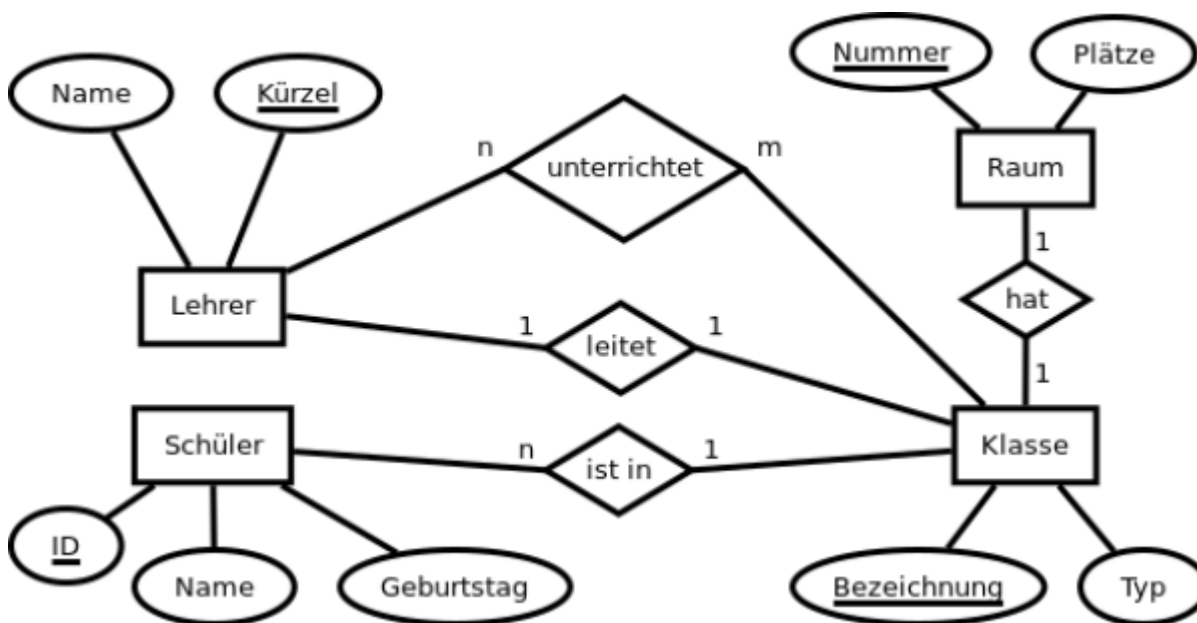 Name
Kürzel
Nummer
Plätze
n
unterrichtet
m
Raum
1
hat
1
Lehrer
1
leitet
1
Schüler
n
ist in
1
Klasse
ID
Name
Geburtstag
Bezeichnung
Typ